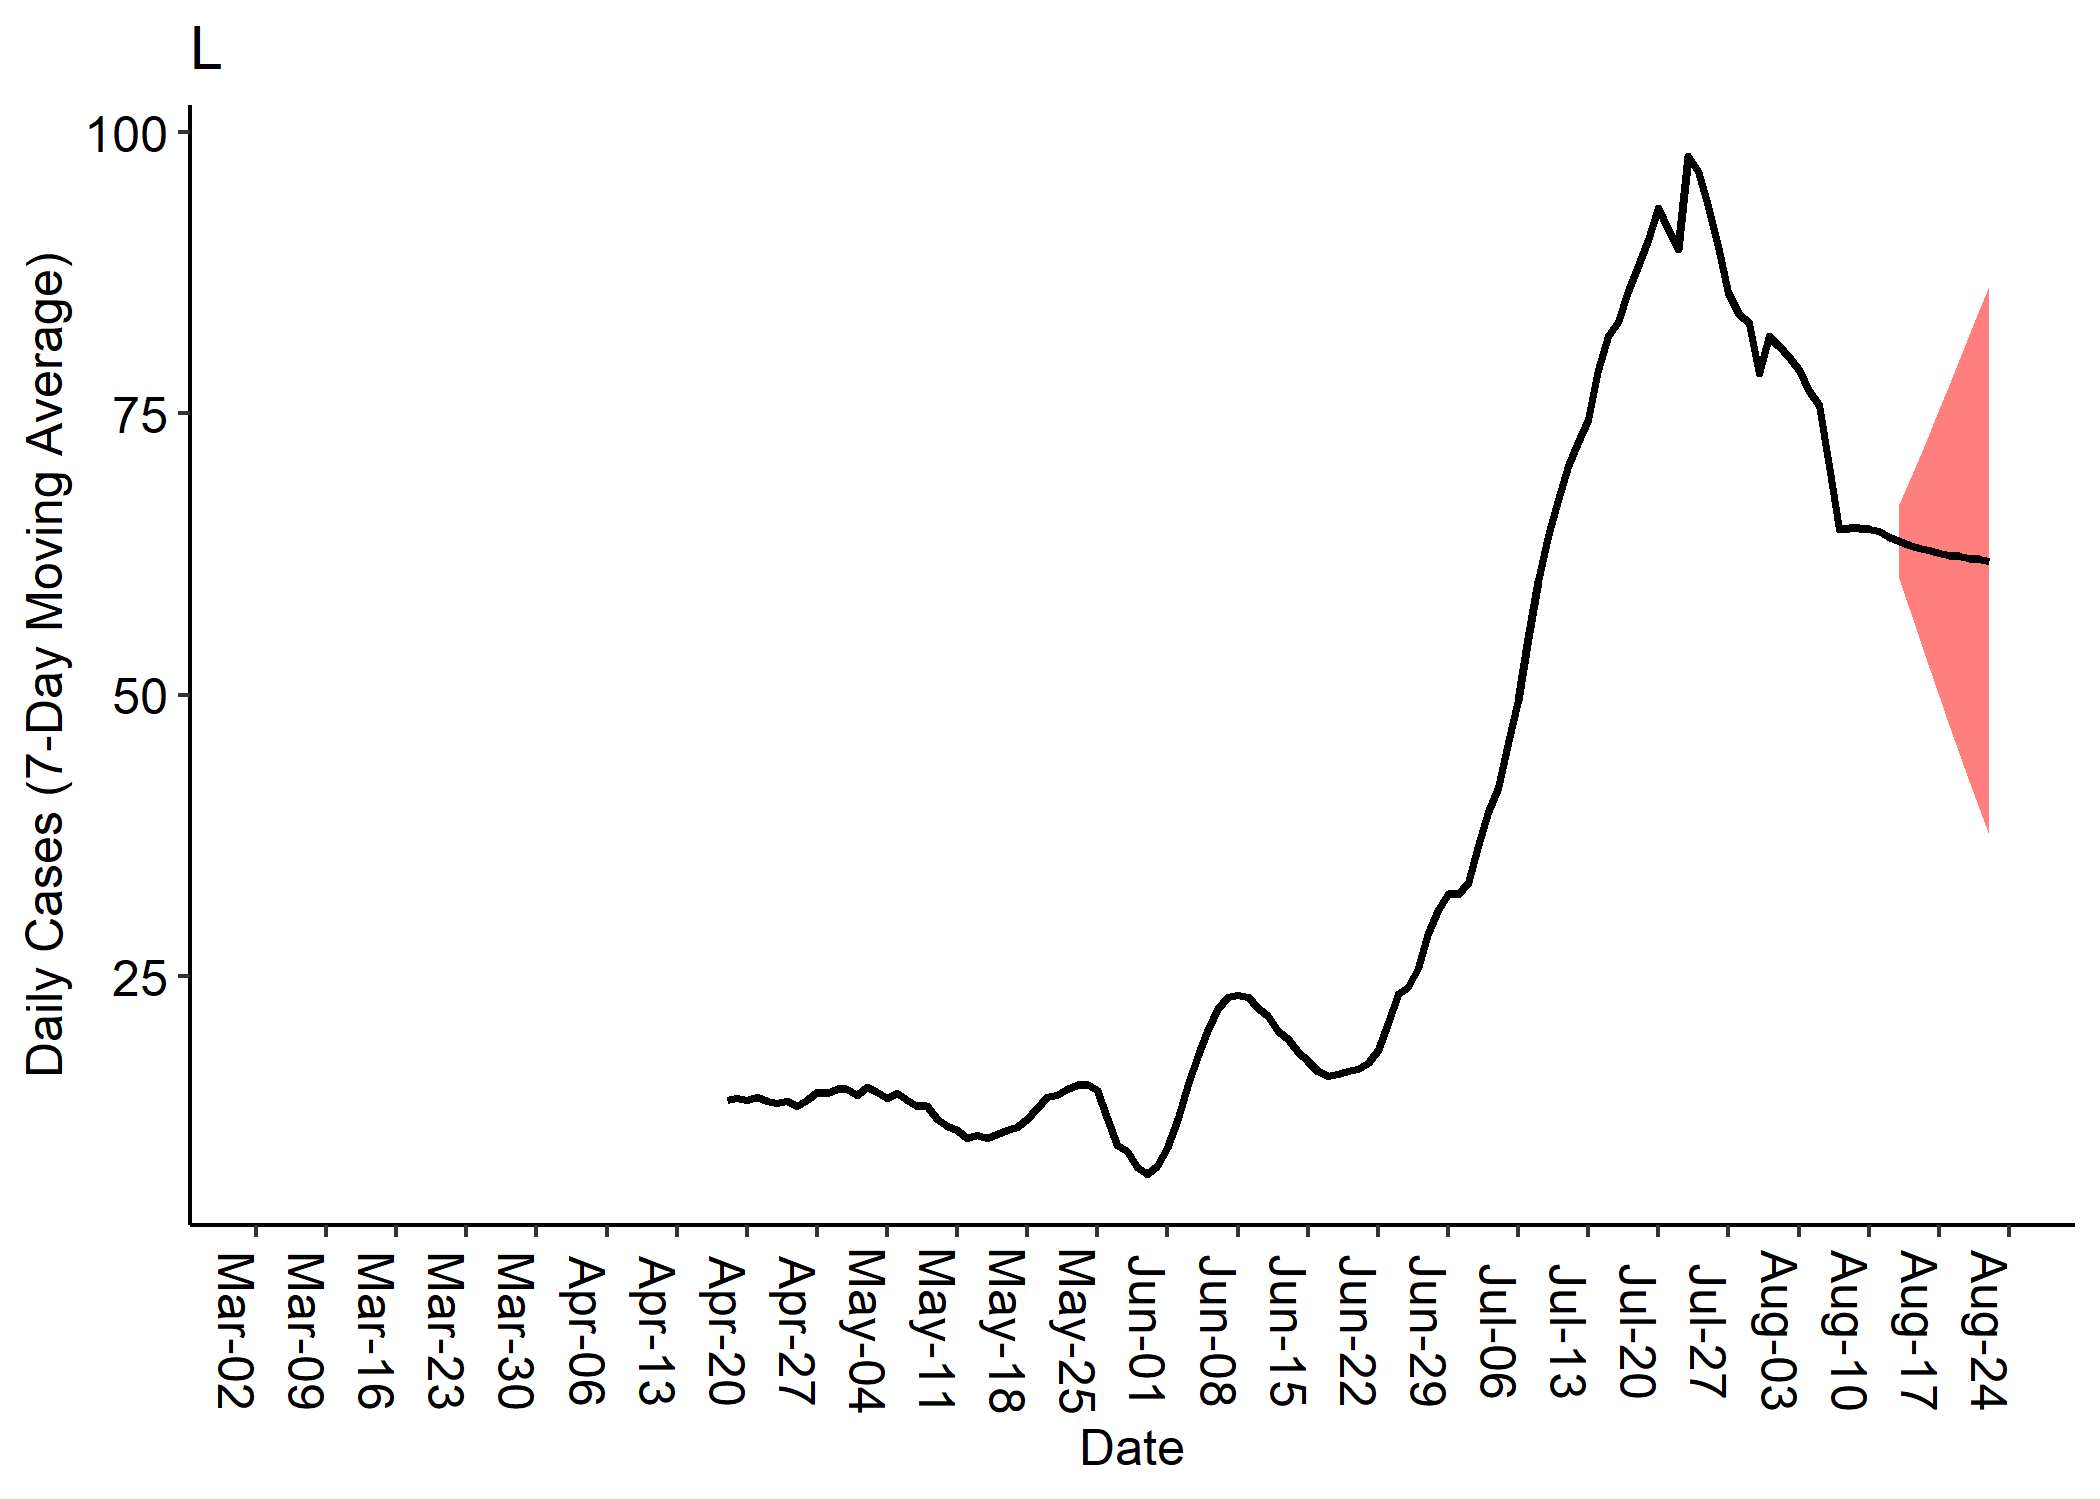 L
100
75
50
25
Daily Cases (7-Day Moving Average)
Mar-02
Mar-09
Mar-16
Mar-23
Mar-30
Apr-06
Apr-13
Apr-20
Apr-27
May-04
May-11
May-18
May-25
Jun-01
Jun-08
Jun-15
Jun-22
Jun-29
Jul-06
Jul-13
Jul-20
Jul-27
Aug-03
Aug-10
Aug-17
Aug-24
Date